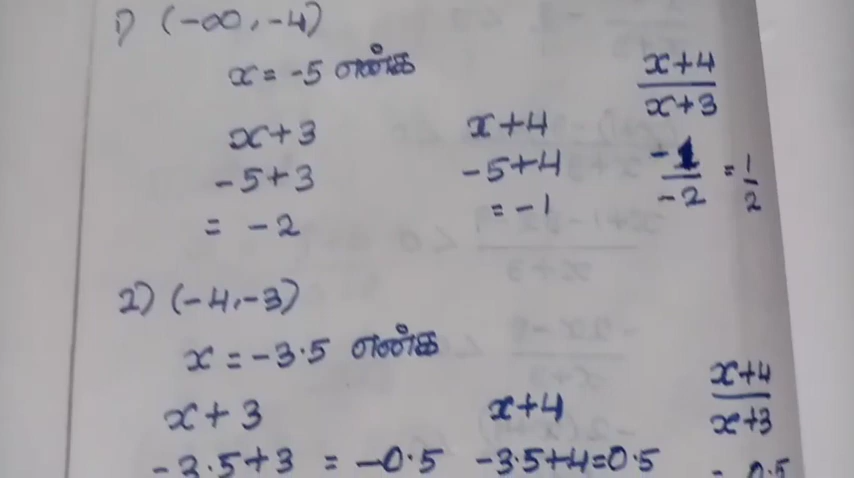 1) (-∞, -4)
x = -5 என்க
x+4
x+3
x+3 x+4
-5+3 -5+4
-1/-2 = 1/2
= -2 = -1
2) (-4, -3)
x = -3.5 என்க
x+4
x+3
x+3 x+4
-3.5+3 = -0.5 -3.5+4=0.5
0.5